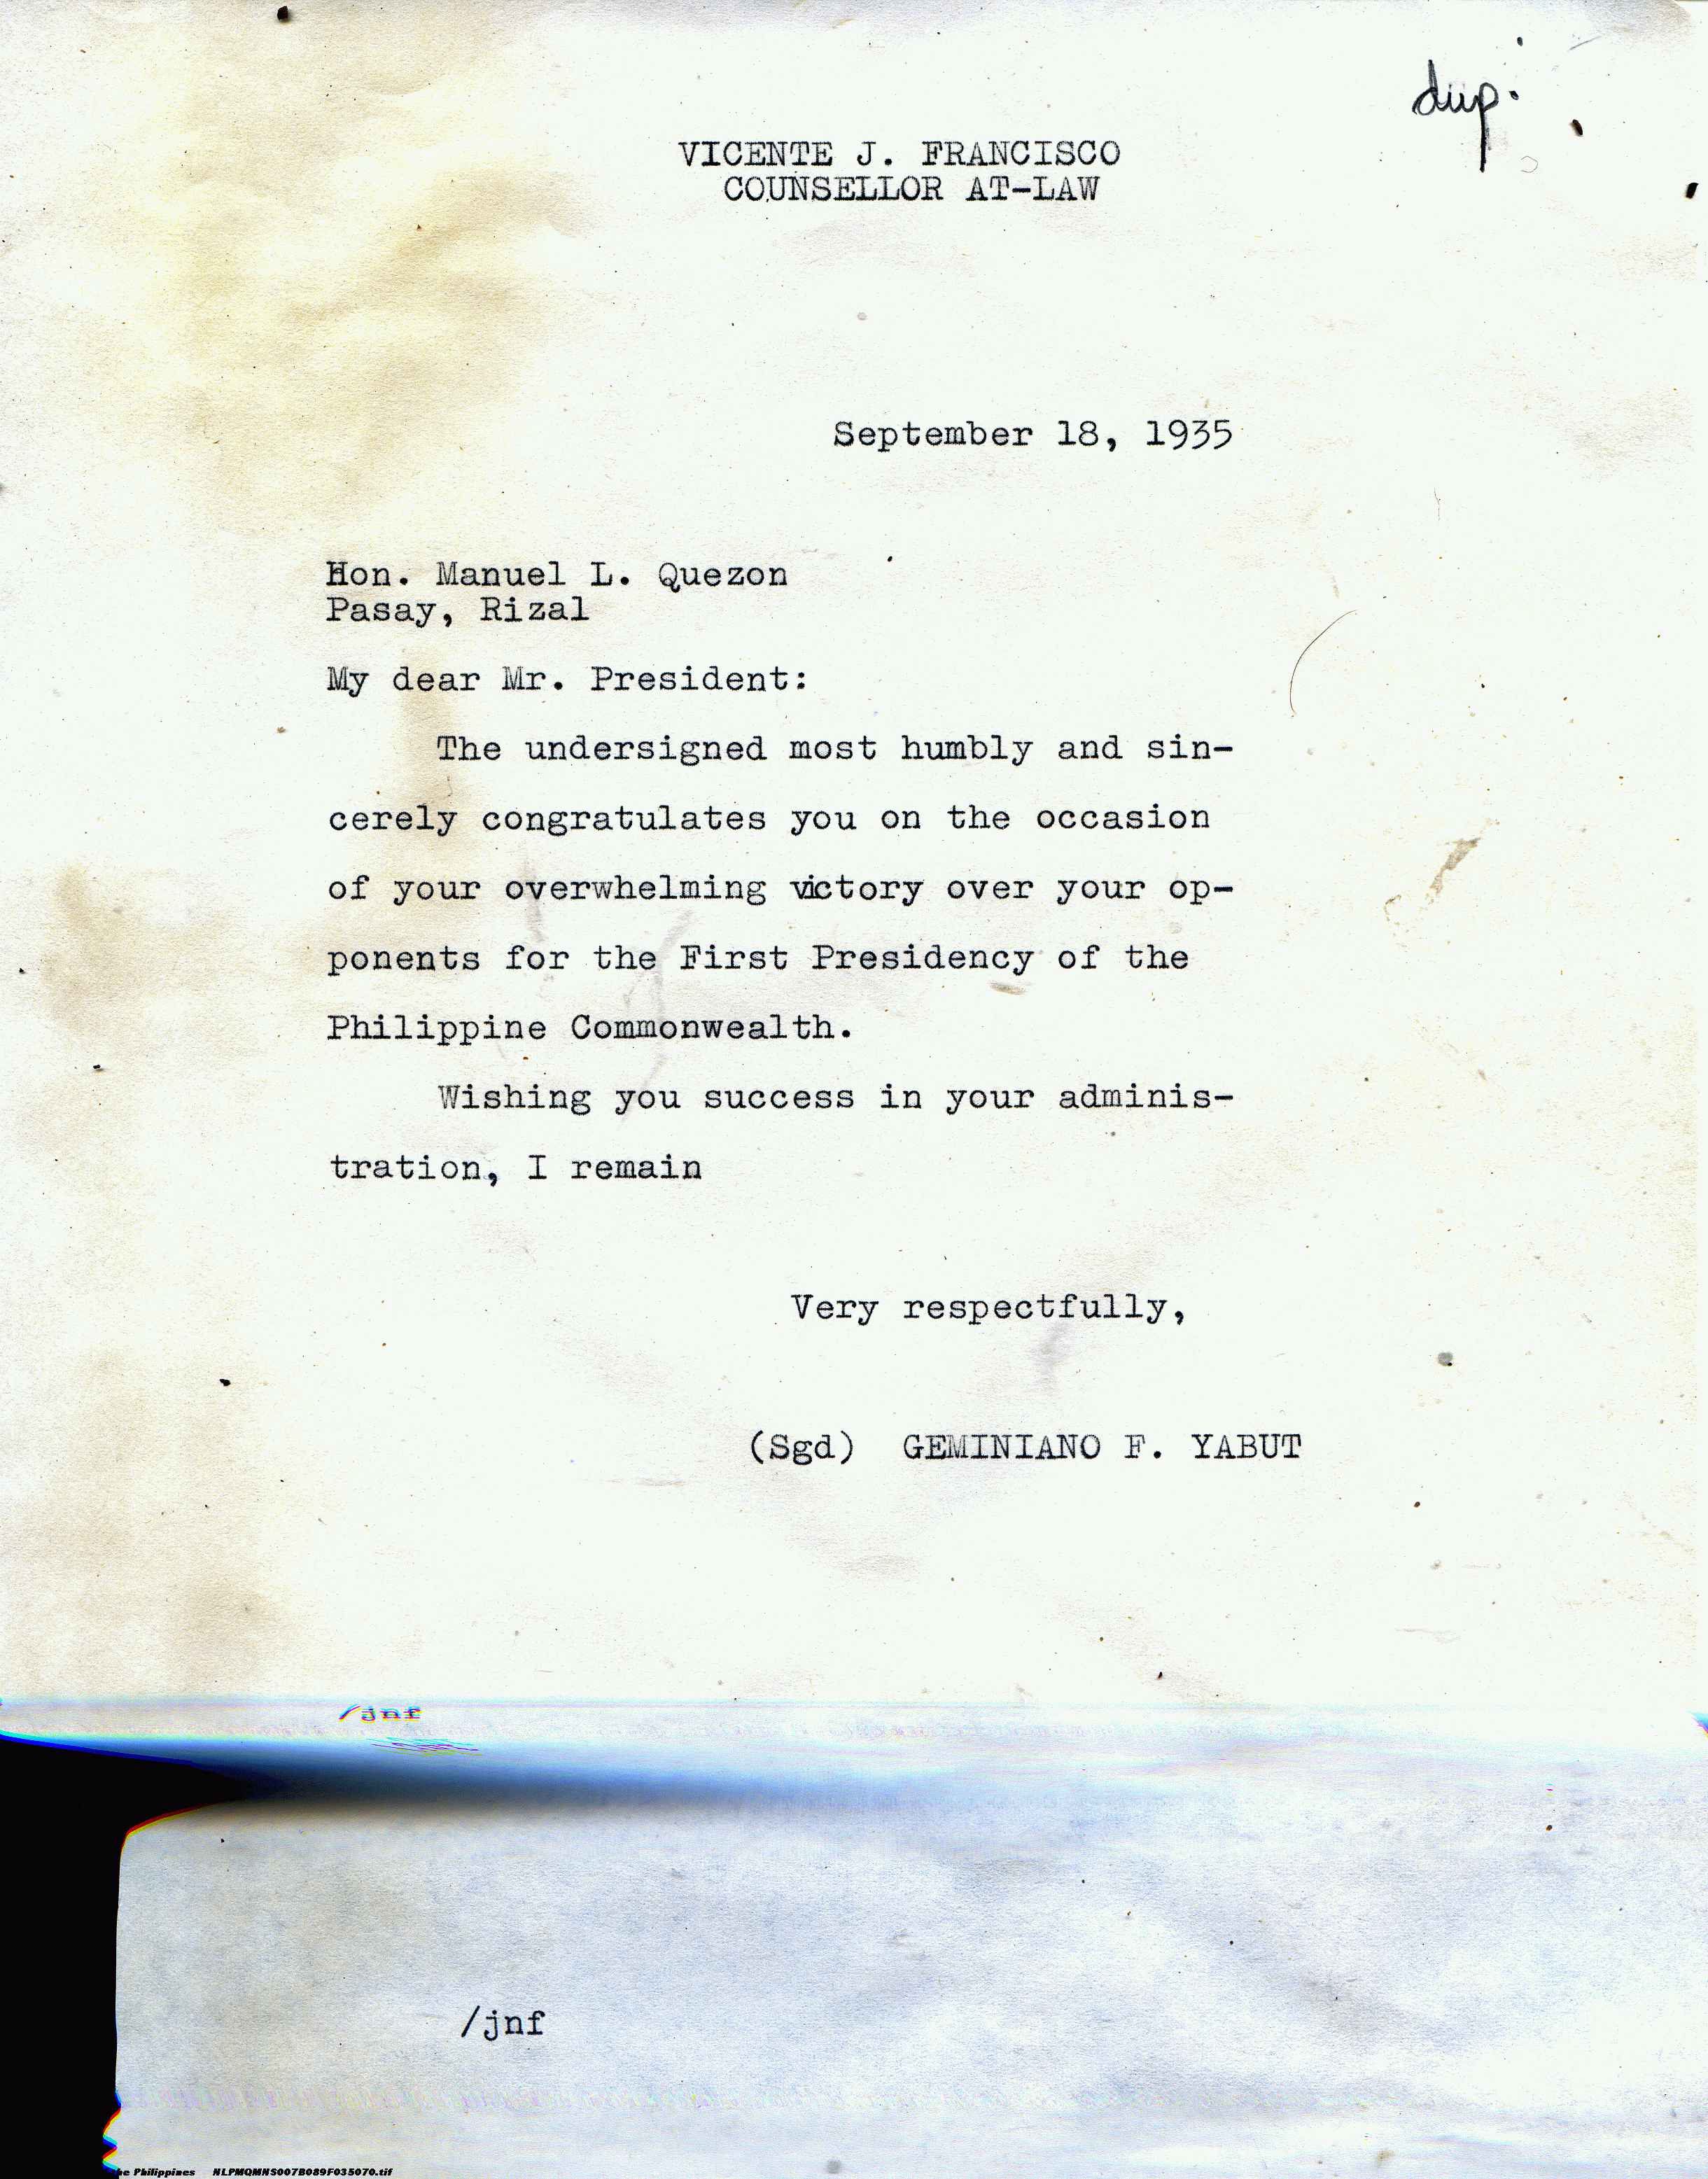 dup.
VICENTE J. FRANCISCO
COUNSELLOR AT-LAW
September 18, 1935
Hon. Manuel L. Quezon
Pasay, Rizal
My dear Mr. President:
The undersigned most humbly and sin-
cerely congratulates you on the occasion
of your overwhelming victory over your op-
ponents for the First Presidency of the
Philippine Commonwealth.
Wishing you success in your adminis-
tration, I remain
Very respectfully,
(Sgd) GEMINIANO F. YABUT
/jnf
/jnf
he Philippines NLPMQMNS007B089F035070.tif